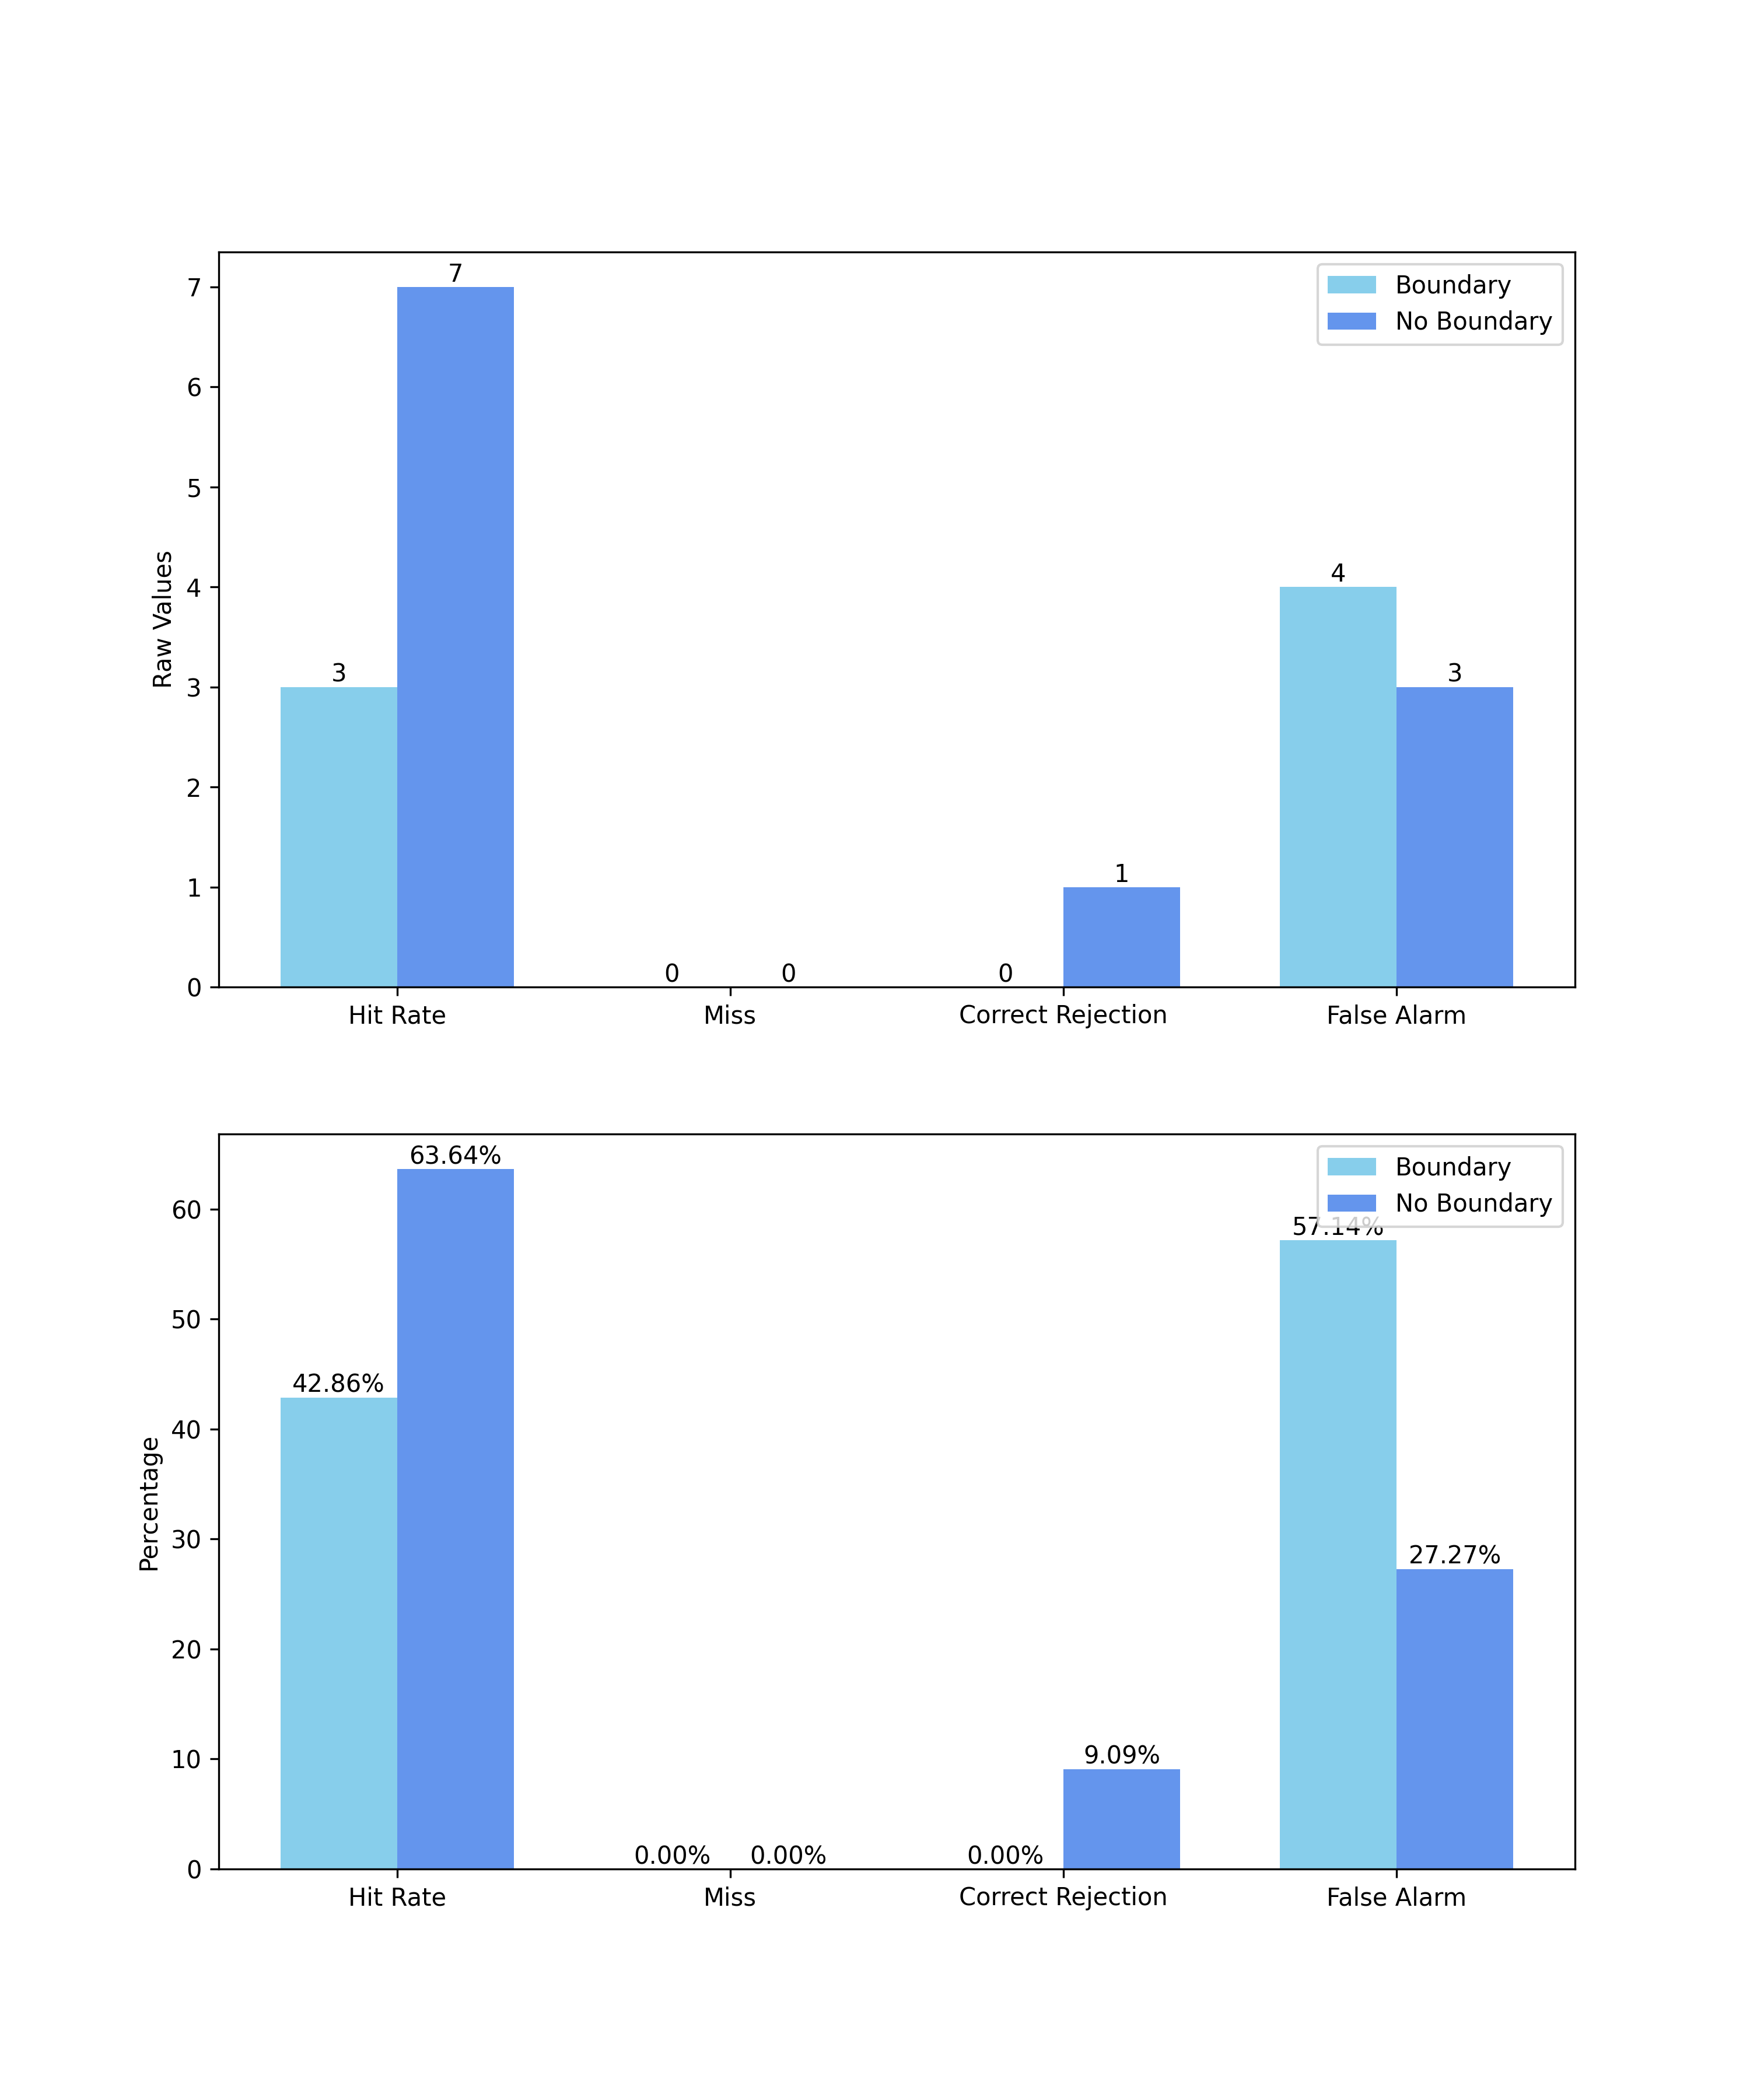 Boundary
No Boundary
Raw Values
7
6
5
4
3
2
1
0
3
7
0
0
0
1
4
3
Hit Rate
Miss
Correct Rejection
False Alarm
Boundary
No Boundary
Percentage
60
50
40
30
20
10
0
42.86%
63.64%
0.00%
0.00%
0.00%
9.09%
57.14%
27.27%
Hit Rate
Miss
Correct Rejection
False Alarm